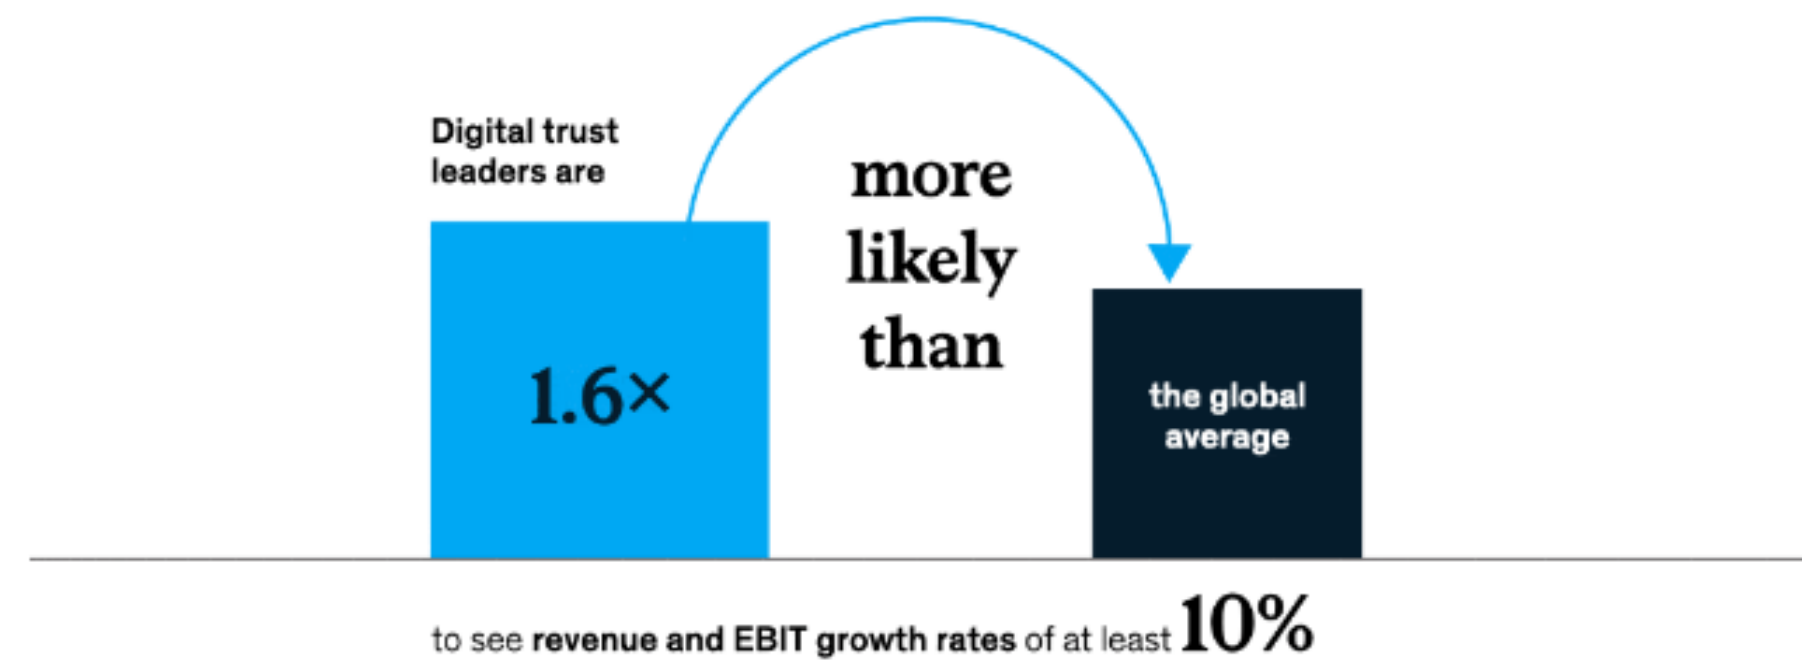 Digital trust
leaders are
1.6×
more
likely
than
the global
average
to see revenue and EBIT growth rates of at least 10%